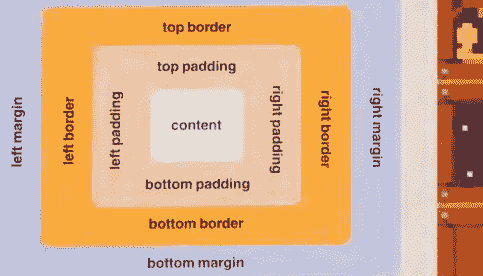 top border
top padding
left margin
left border
left padding
content
right padding
right border
right margin
bottom padding
bottom border
bottom margin